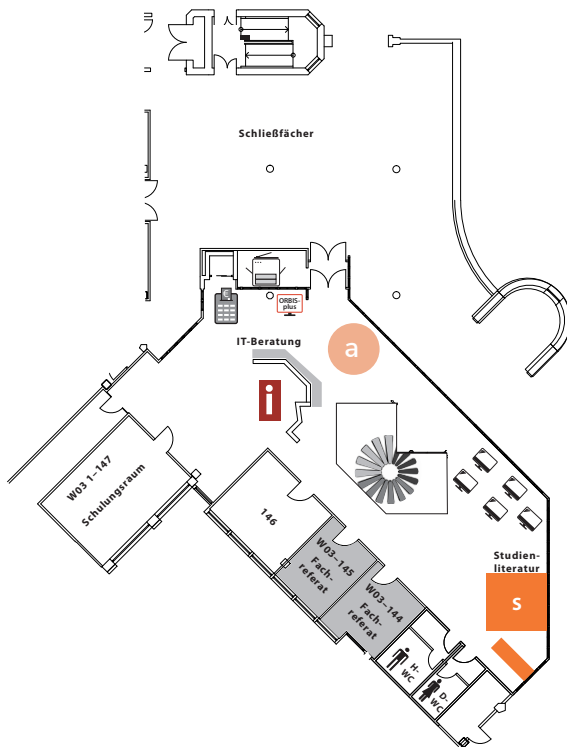 Schließfächer
ORBIS-
plus
IT-Beratung
a
i
W03 1–147
Schulungsraum
146
W03–145
Fach-
referat
W03–144
Fach-
referat
Studien-
literatur
S
H-
WC
D-
WC